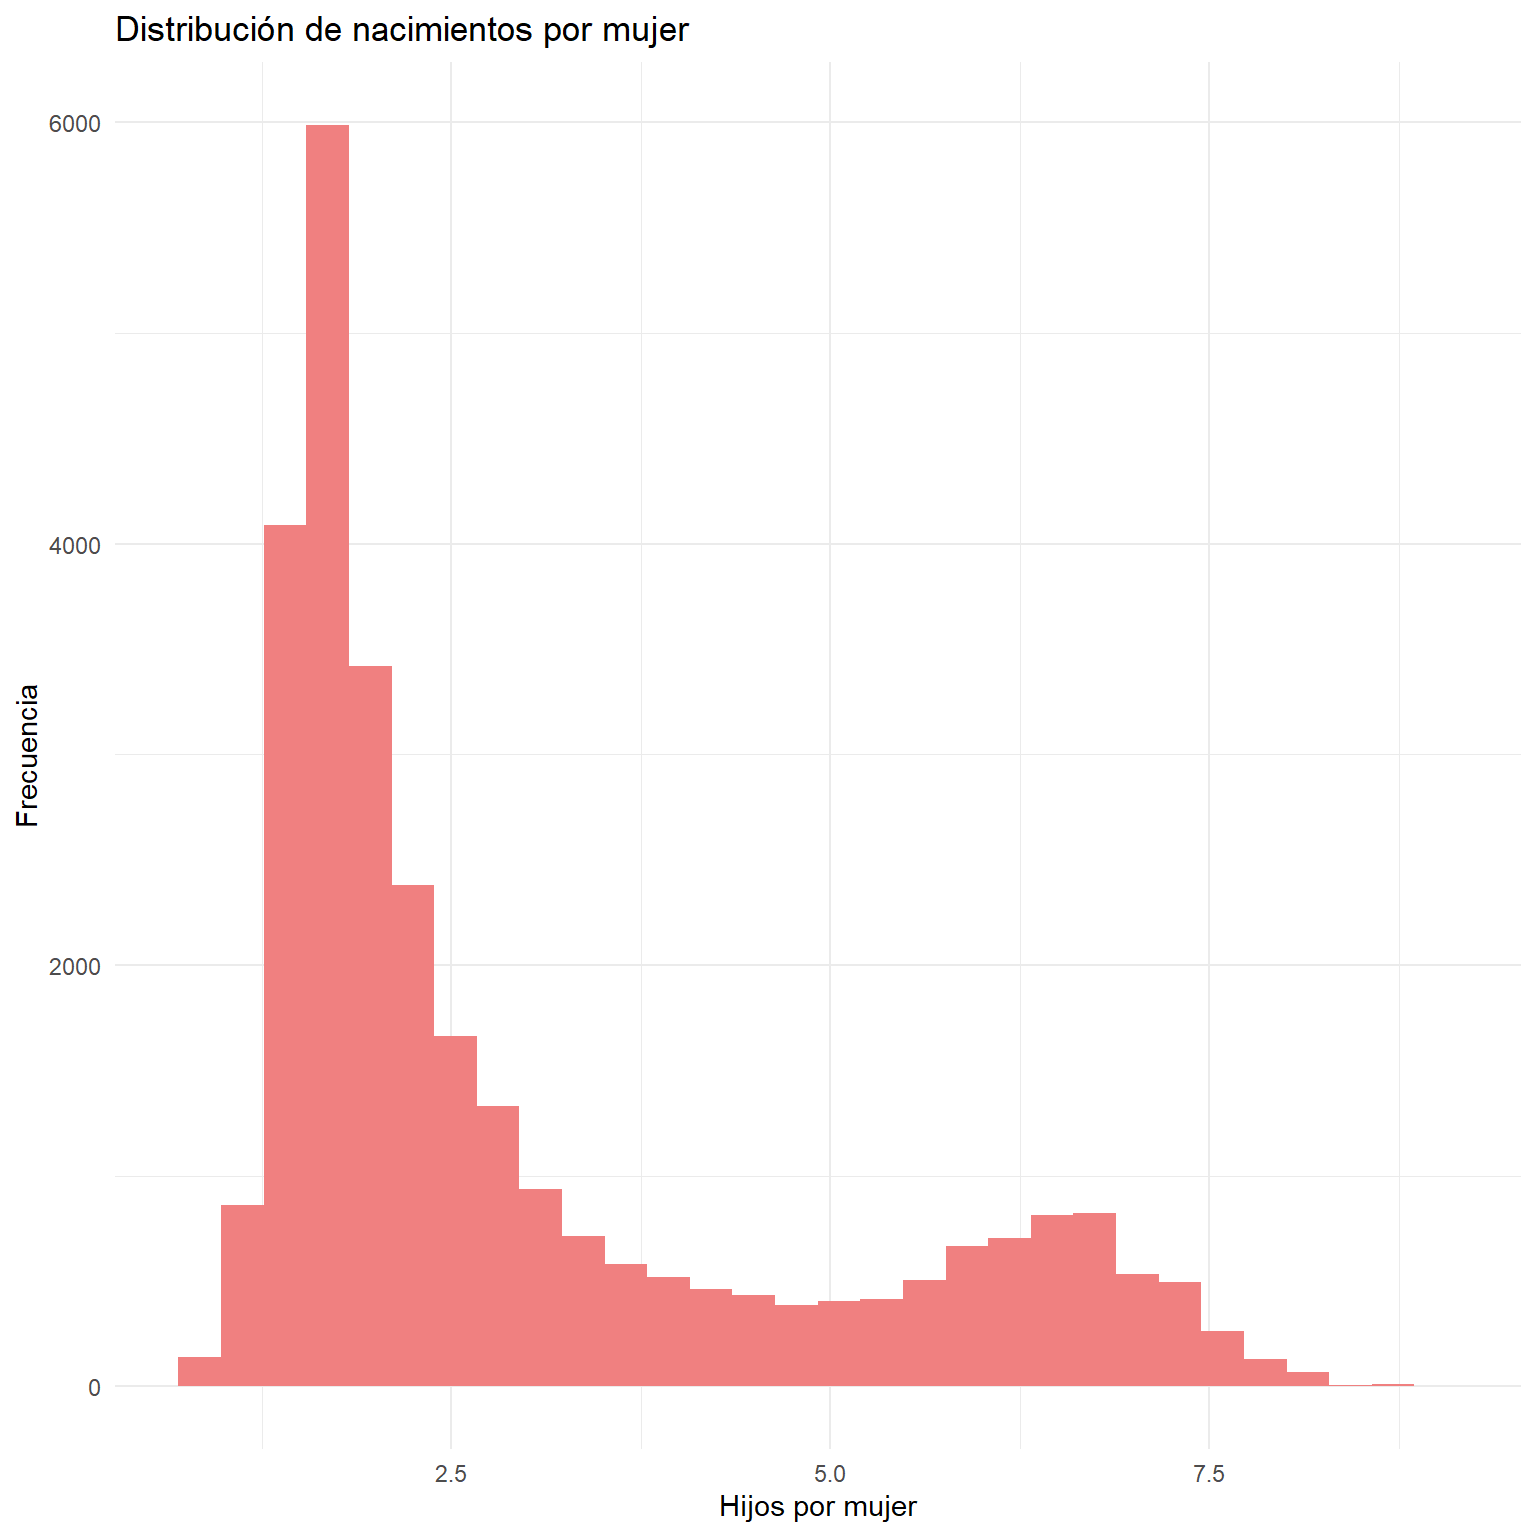 Distribución de nacimientos por mujer
6000
4000
2000
0
Frecuencia
2.5
5.0
7.5
Hijos por mujer